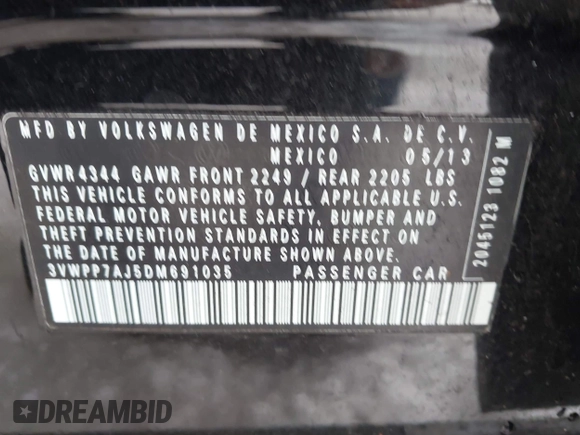 MFD BY VOLKSWAGEN DE MEXICO S.A. DE C.V.
MEXICO 05/13
GVWR 4344 GAWR FRONT 2249 / REAR 2205 LBS
THIS VEHICLE CONFORMS TO ALL APPLICABLE U.S.
FEDERAL MOTOR VEHICLE SAFETY, BUMPER AND
THEFT PREVENTION STANDARDS IN EFFECT ON
THE DATE OF MANUFACTURE SHOWN ABOVE.
3VWPP7AJ5DM691035 PASSENGER CAR
2045123 1082 M
DREAMBID